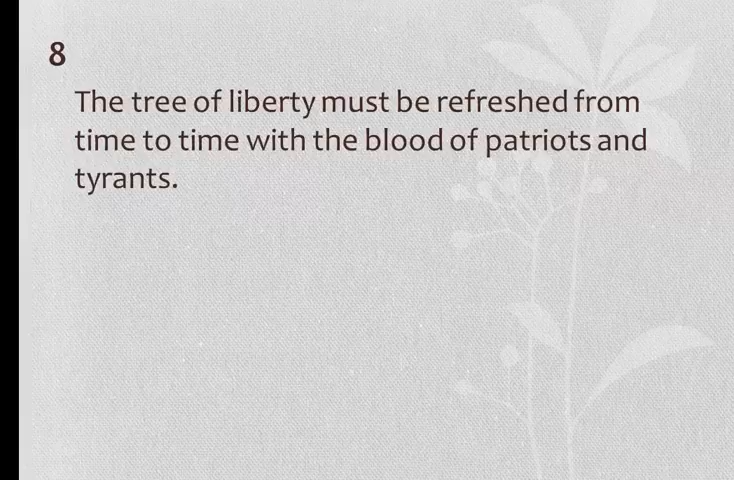 8
The tree of liberty must be refreshed from
time to time with the blood of patriots and
tyrants.